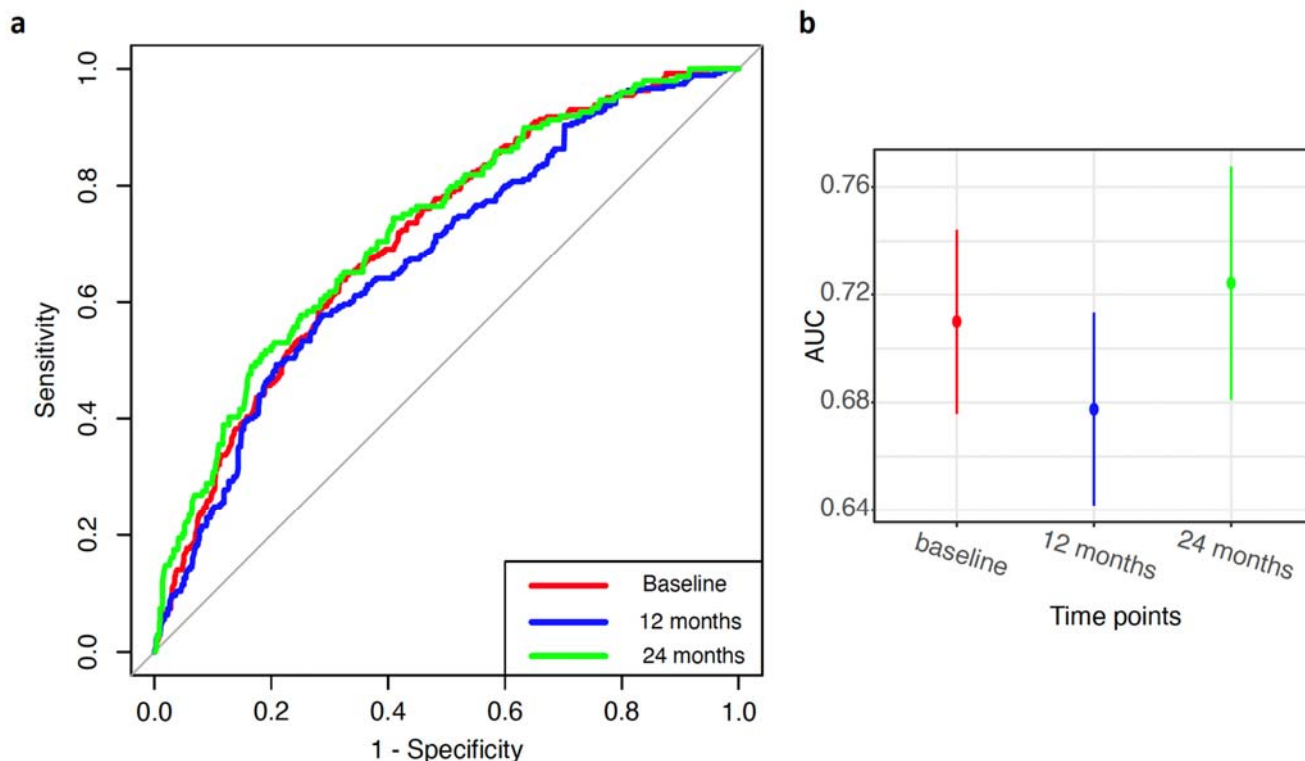 a
1.0
0.8
0.6
0.4
0.2
0.0
Sensitivity
Baseline
12 months
24 months
0.0 0.2 0.4 0.6 0.8 1.0
1 - Specificity
b
0.76
0.72
0.68
0.64
AUC
baseline 12 months 24 months
Time points